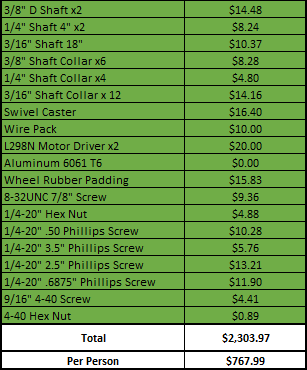 3/8" D Shaft x2 $14.48
1/4" Shaft 4" x2 $8.24
3/16" Shaft 18" $10.37
3/8" Shaft Collar x6 $8.28
1/4" Shaft Collar x4 $4.80
3/16" Shaft Collar x 12 $14.16
Swivel Caster $16.40
Wire Pack $10.00
L298N Motor Driver x2 $20.00
Aluminum 6061 T6 $0.00
Wheel Rubber Padding $15.83
8-32UNC 7/8" Screw $9.36
1/4-20" Hex Nut $4.88
1/4-20" .50 Phillips Screw $10.28
1/4-20" 3.5" Phillips Screw $5.76
1/4-20" 2.5" Phillips Screw $13.21
1/4-20" .6875" Phillips Screw $11.90
9/16" 4-40 Screw $4.41
4-40 Hex Nut $0.89
Total $2,303.97
Per Person $767.99